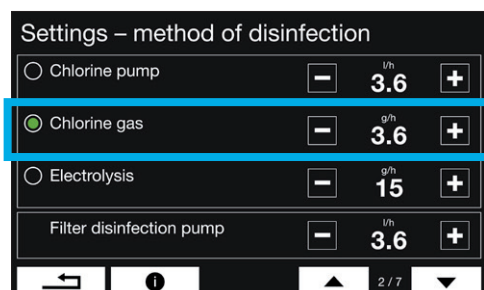 Settings – method of disinfection
Chlorine pump
l/h
3.6
Chlorine gas
g/h
3.6
Electrolysis
g/h
15
Filter disinfection pump
l/h
3.6
2/7